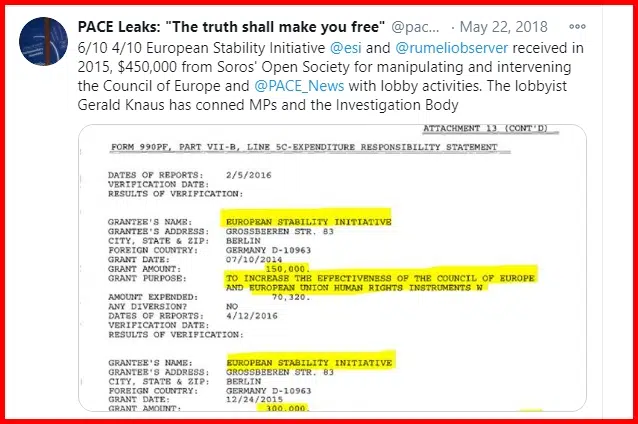 PACE Leaks: "The truth shall make you free" @pac... · May 22, 2018 ···
6/10 4/10 European Stability Initiative @esi and @rumeliobserver received in
2015, $450,000 from Soros' Open Society for manipulating and intervening
the Council of Europe and @PACE_News with lobby activities. The lobbyist
Gerald Knaus has conned MPs and the Investigation Body
ATTACHMENT 13 (CONT'D)
FORM 990PF, PART VII-B, LINE 5C-EXPENDITURE RESPONSIBILITY STATEMENT
DATES OF REPORTS: 2/5/2016
VERIFICATION DATE:
RESULTS OF VERIFICATION:
GRANTEE'S NAME: EUROPEAN STABILITY INITIATIVE
GRANTEE'S ADDRESS: GROSSBEEREN STR. 83
CITY, STATE & ZIP: BERLIN
FOREIGN COUNTRY: GERMANY D-10963
GRANT DATE: 07/10/2014
GRANT AMOUNT: 150,000.
GRANT PURPOSE: TO INCREASE THE EFFECTIVENESS OF THE COUNCIL OF EUROPE
AND EUROPEAN UNION HUMAN RIGHTS INSTRUMENTS W
AMOUNT EXPENDED: 70,320.
ANY DIVERSION? NO
DATES OF REPORTS: 4/12/2016
VERIFICATION DATE:
RESULTS OF VERIFICATION:
GRANTEE'S NAME: EUROPEAN STABILITY INITIATIVE
GRANTEE'S ADDRESS: GROSSBEEREN STR. 83
CITY, STATE & ZIP: BERLIN
FOREIGN COUNTRY: GERMANY D-10963
GRANT DATE: 12/24/2015
GRANT AMOUNT: 300,000.